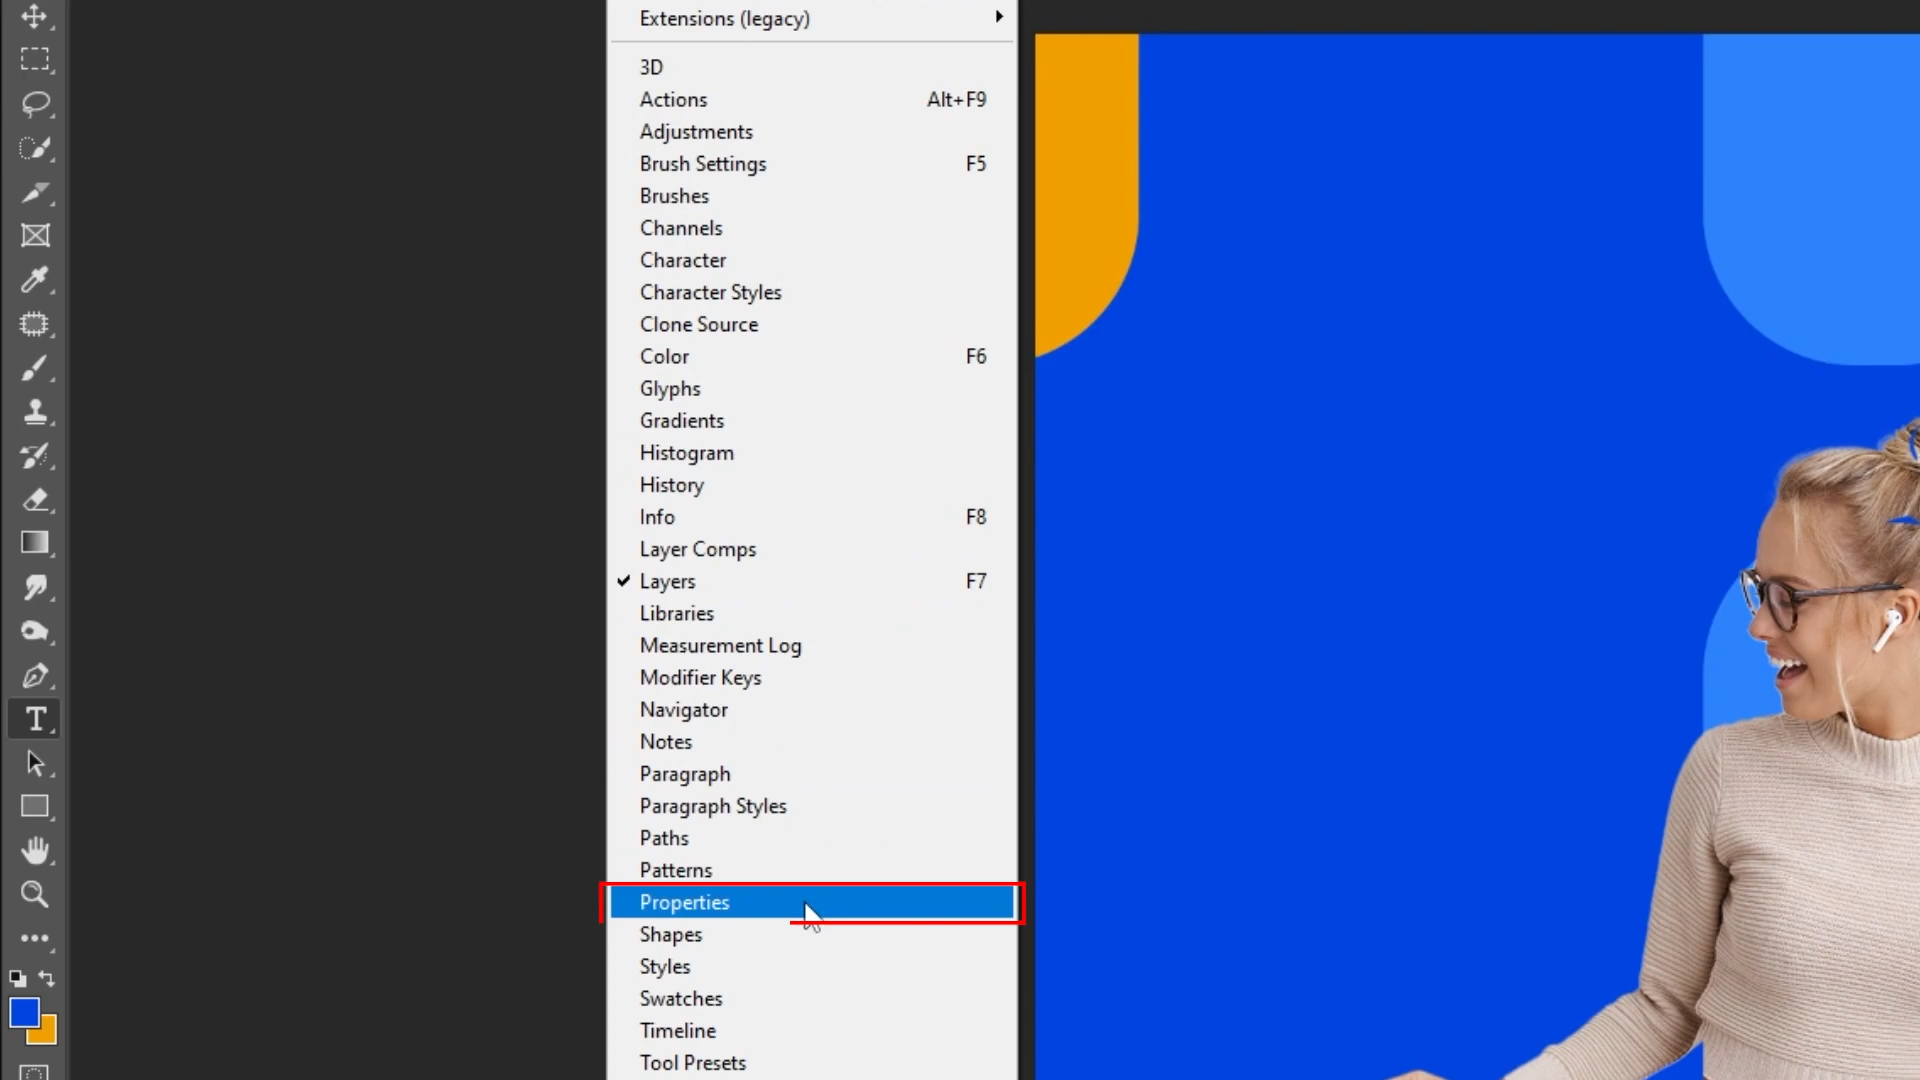 Extensions (legacy)
3D
Actions Alt+F9
Adjustments
Brush Settings F5
Brushes
Channels
Character
Character Styles
Clone Source
Color F6
Glyphs
Gradients
Histogram
History
Info F8
Layer Comps
Layers F7
Libraries
Measurement Log
Modifier Keys
Navigator
Notes
Paragraph
Paragraph Styles
Paths
Patterns
Properties
Shapes
Styles
Swatches
Timeline
Tool Presets
T